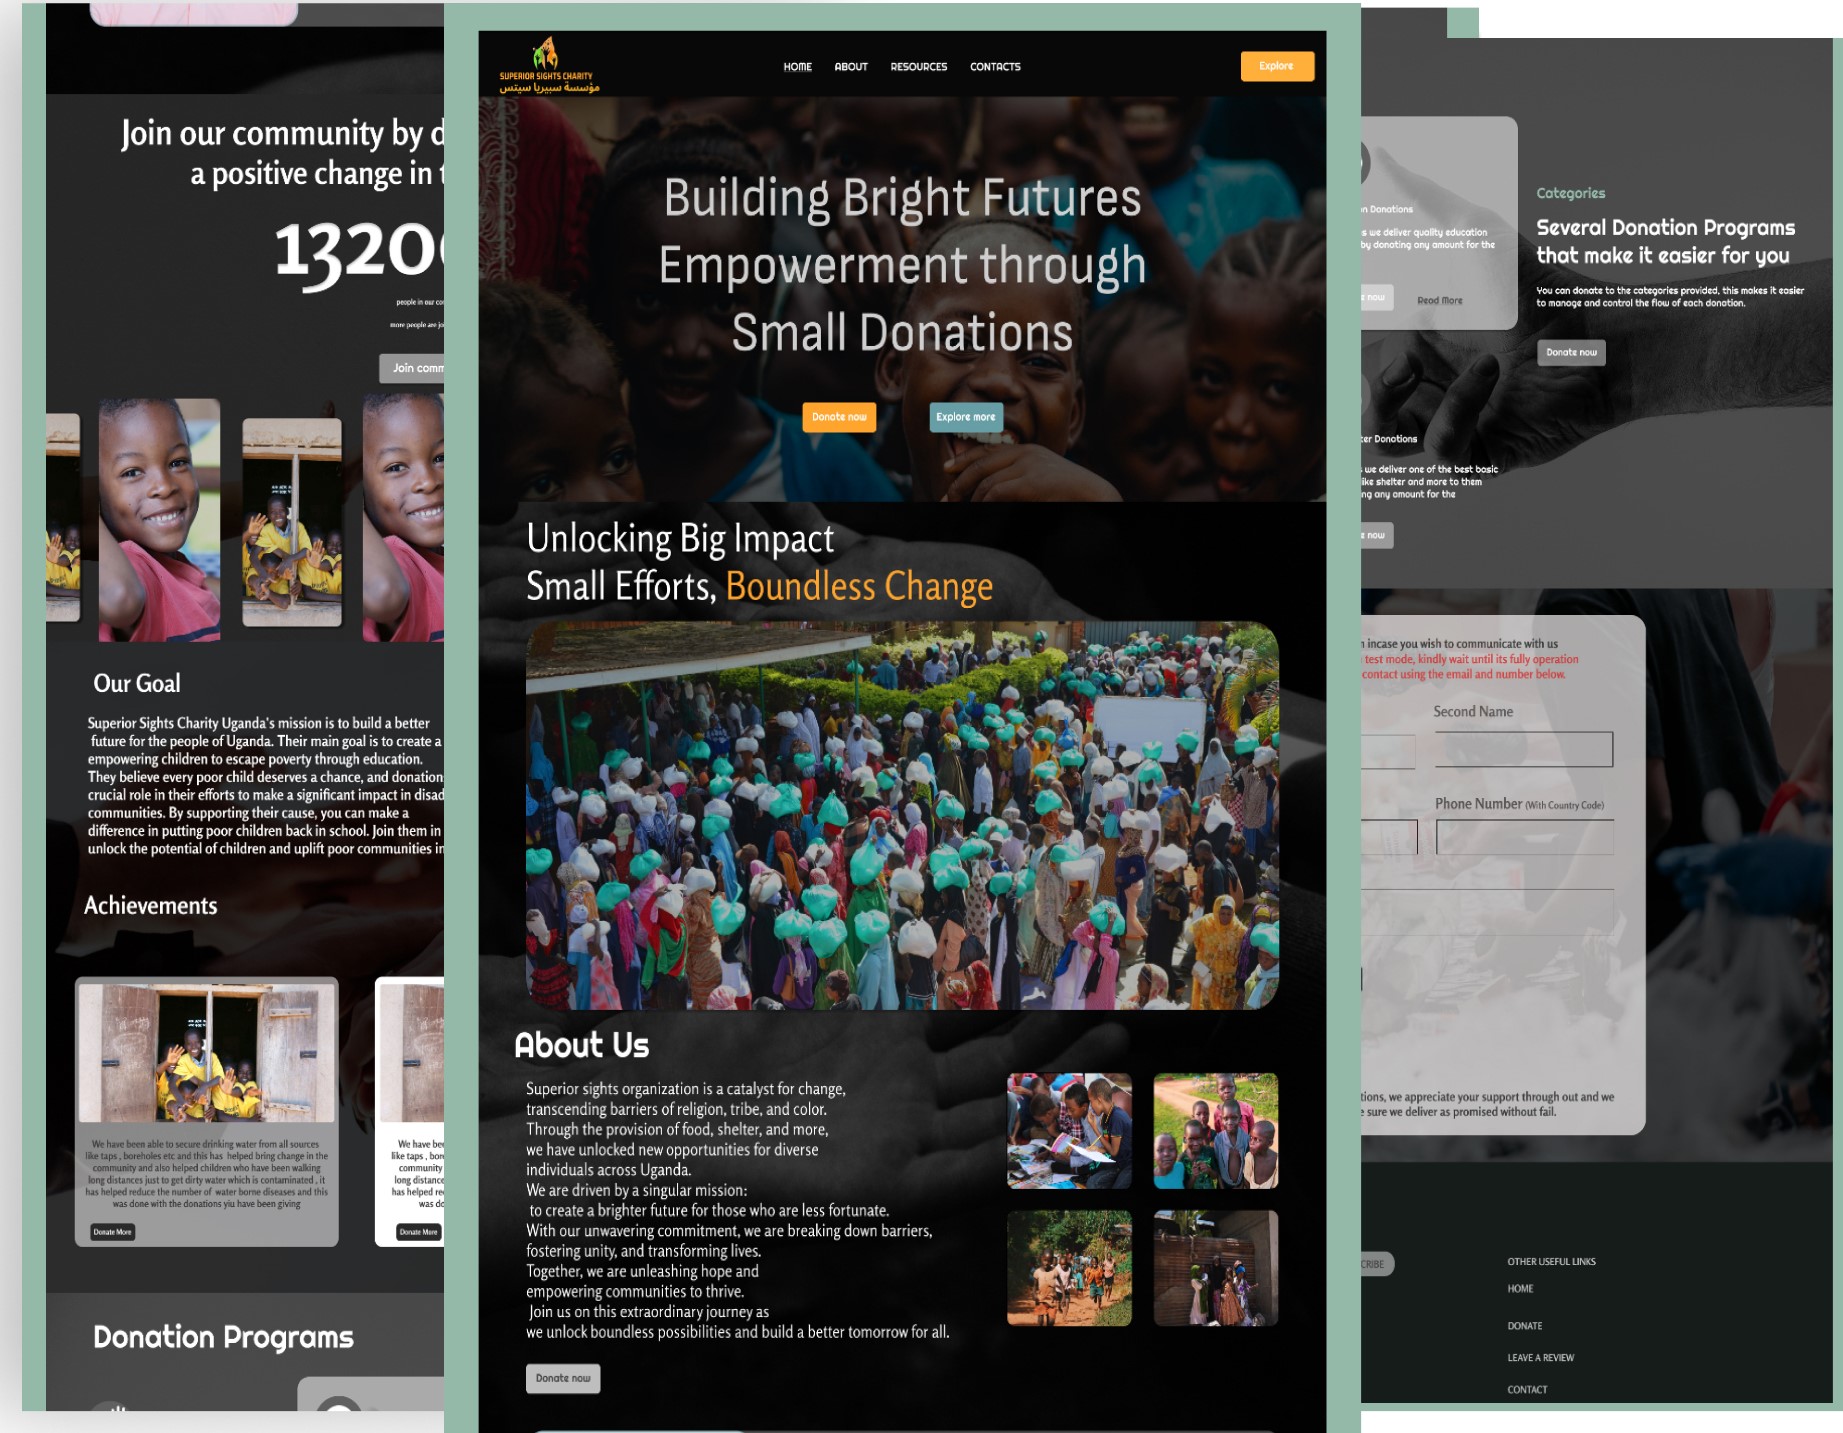 Join our community by
a positive change in
people in our
more people are
Join
Our Goal
Superior Sights Charity Uganda's mission is to build a better
future for the people of Uganda. Their main goal is to create a
empowering children to escape poverty through education.
They believe every poor child deserves a chance, and donation
crucial role in their efforts to make a significant impact in
communities. By supporting their cause, you can make a
difference in putting poor children back in school. Join them in
unlock the potential of children and uplift poor communities in
Achievements
We have been able to secure drinking water from all sources
like taps , boreholes etc and this has helped bring change in the
community and also helped children who have been walking
long distances just to get dirty water which is contaminated , it
has helped reduce the number of water borne diseases and this
was done with the donations yiu have been giving
Donate More
We have
like taps ,
community
long distance
has helped
was
Donate More
Donation Programs
SUPERIOR SIGHTS CHARITY
مؤسسة سبيريا سيتس
HOME ABOUT RESOURCES CONTACTS
Explore
Building Bright Futures
Empowerment through
Small Donations
Donate now Explore more
Unlocking Big Impact
Small Efforts, Boundless Change
About Us
Superior sights organization is a catalyst for change,
transcending barriers of religion, tribe, and color.
Through the provision of food, shelter, and more,
we have unlocked new opportunities for diverse
individuals across Uganda.
We are driven by a singular mission:
to create a brighter future for those who are less fortunate.
With our unwavering commitment, we are breaking down barriers,
fostering unity, and transforming lives.
Together, we are unleashing hope and
empowering communities to thrive.
Join us on this extraordinary journey as
we unlock boundless possibilities and build a better tomorrow for all.
Donate now
Donations
we deliver quality education
by donating any amount for the
now Read More
Categories
Several Donation Programs
that make it easier for you
You can donate to the categories provided, this makes it easier
to manage and control the flow of each donation.
Donate now
Donations
we deliver one of the best basic
like shelter and more to them
any amount for the
now
incase you wish to communicate with us
test mode, kindly wait until its fully operation
contact using the email and number below.
Second Name
Phone Number (With Country Code)
we appreciate your support through out and we
sure we deliver as promised without fail.
OTHER USEFUL LINKS
HOME
DONATE
LEAVE A REVIEW
CONTACT